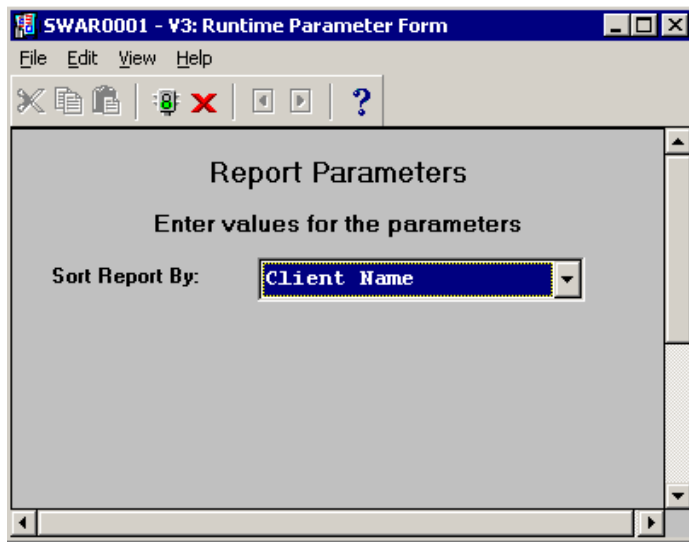 SWAR0001 - V3: Runtime Parameter Form
File Edit View Help
?
Report Parameters
Enter values for the parameters
Sort Report By: Client Name